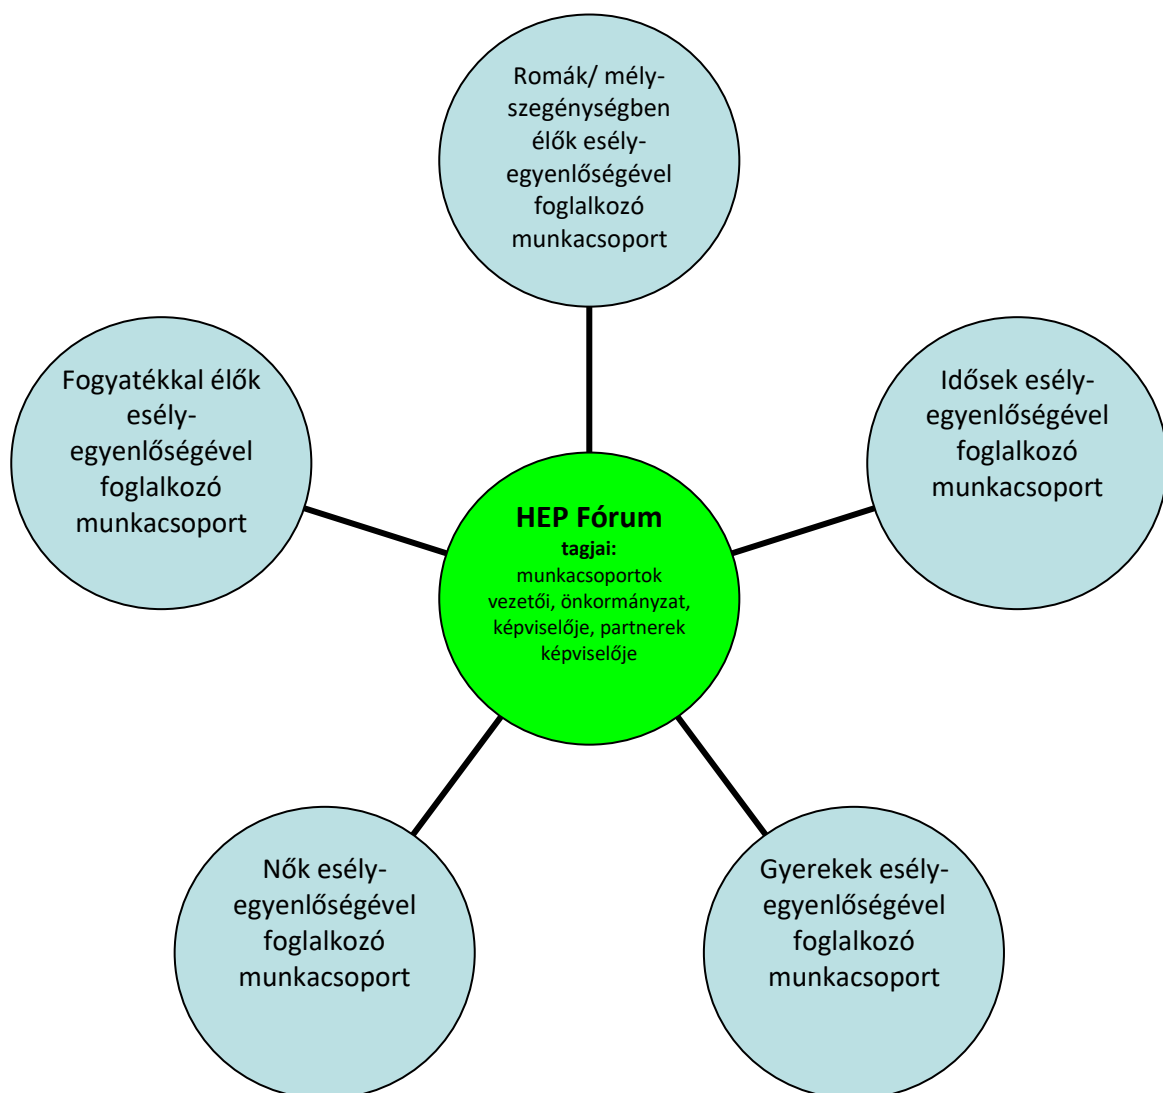 Romák/ mély-
szegénységben
élők esély-
egyenlőségével
foglalkozó
munkacsoport
Fogyatékkal élők
esély-
egyenlőségével
foglalkozó
munkacsoport
Idősek esély-
egyenlőségével
foglalkozó
munkacsoport
HEP Fórum
tagjai:
munkacsoportok
vezetői, önkormányzat,
képviselője, partnerek
képviselője
Nők esély-
egyenlőségével
foglalkozó
munkacsoport
Gyerekek esély-
egyenlőségével
foglalkozó
munkacsoport